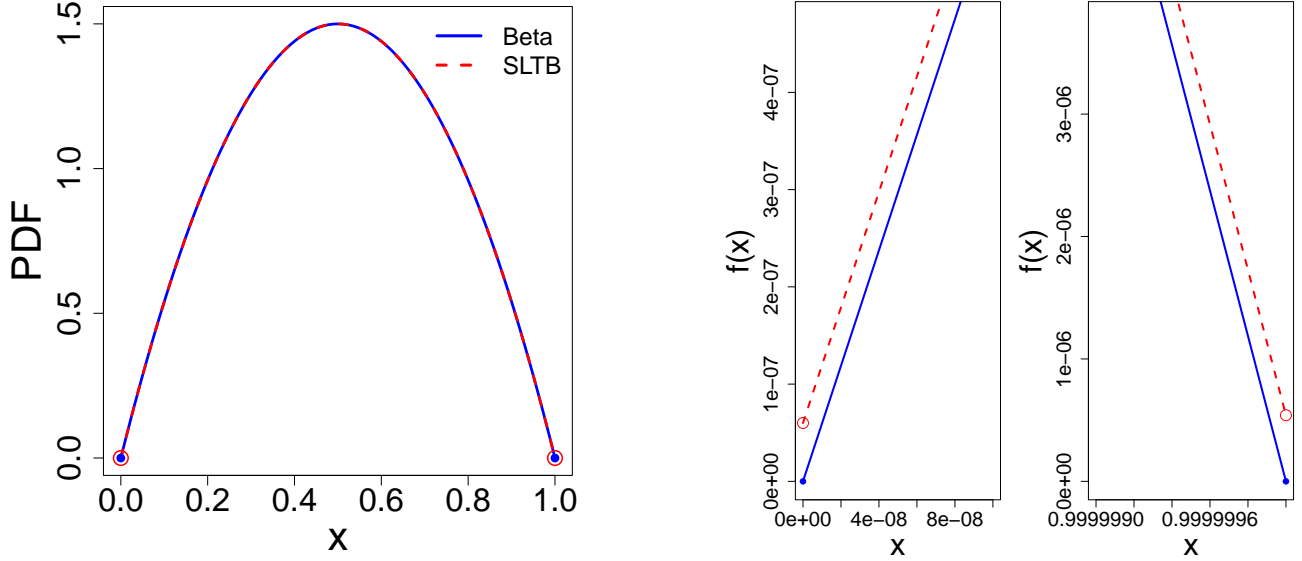 PDF
1.5
1.0
0.5
0.0
Beta
SLTB
0.0 0.2 0.4 0.6 0.8 1.0
x
f(x)
4e−07
3e−07
2e−07
1e−07
0e+00
0e+00 4e−08 8e−08
x
f(x)
3e−06
2e−06
1e−06
0e+00
0.9999990 0.9999996
x